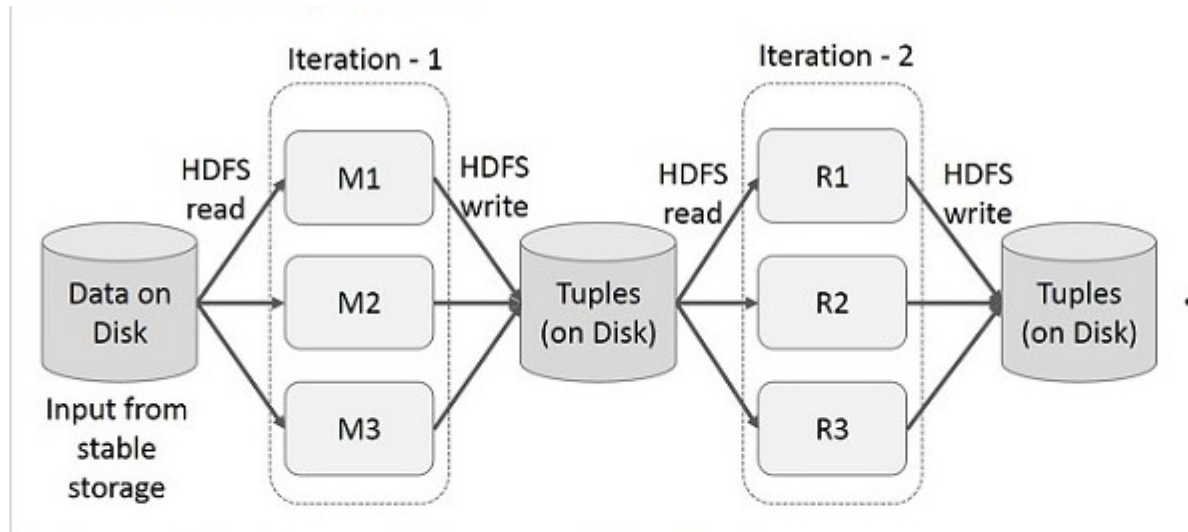 Iteration - 1
Iteration - 2
HDFS
read
M1
M2
M3
HDFS
write
HDFS
read
R1
R2
R3
HDFS
write
Data on
Disk
Input from
stable
storage
Tuples
(on Disk)
Tuples
(on Disk)